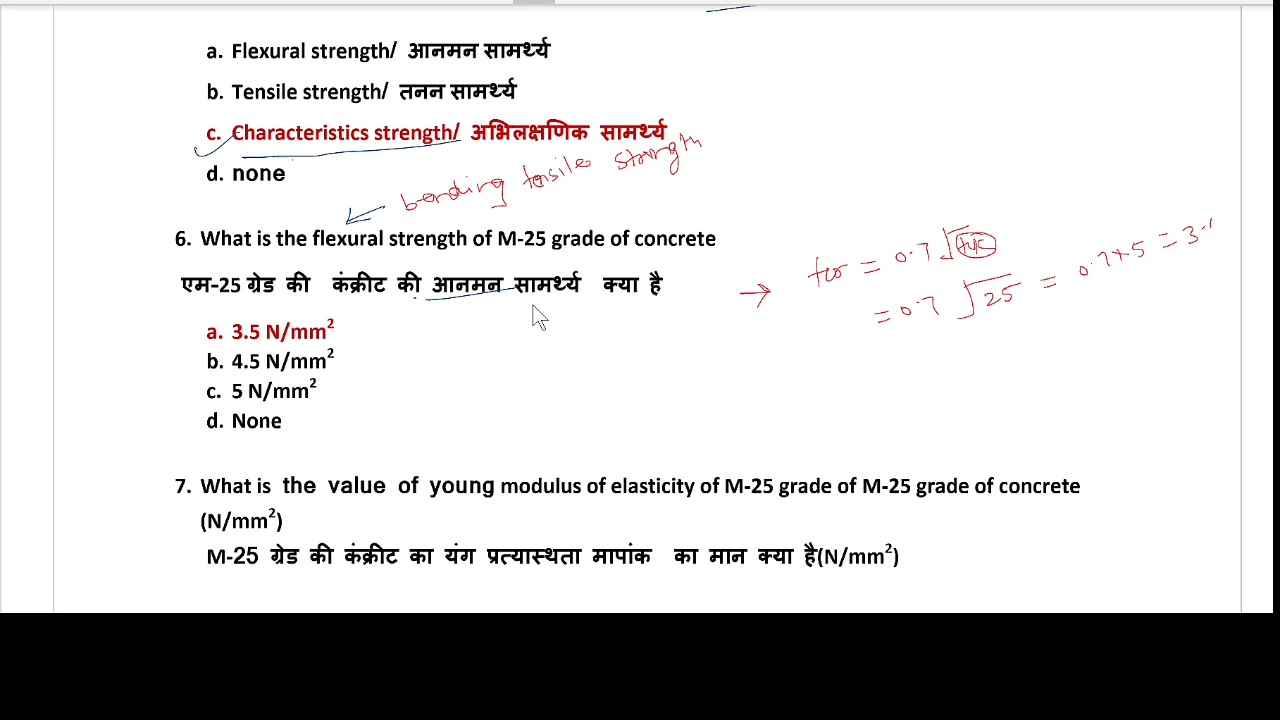 a. Flexural strength/ आनमन सामर्थ्य
b. Tensile strength/ तनन सामर्थ्य
c. Characteristics strength/ अभिलक्षणिक सामर्थ्य
d. none
bending tensile strength
6. What is the flexural strength of M-25 grade of concrete
एम-25 ग्रेड की कंक्रीट की आनमन सामर्थ्य क्या है
→ fcr = 0.7 √fck
= 0.7 √25 = 0.7×5 = 3.
a. 3.5 N/mm²
b. 4.5 N/mm²
c. 5 N/mm²
d. None
7. What is the value of young modulus of elasticity of M-25 grade of M-25 grade of concrete
(N/mm²)
M-25 ग्रेड की कंक्रीट का यंग प्रत्यास्थता मापांक का मान क्या है(N/mm²)